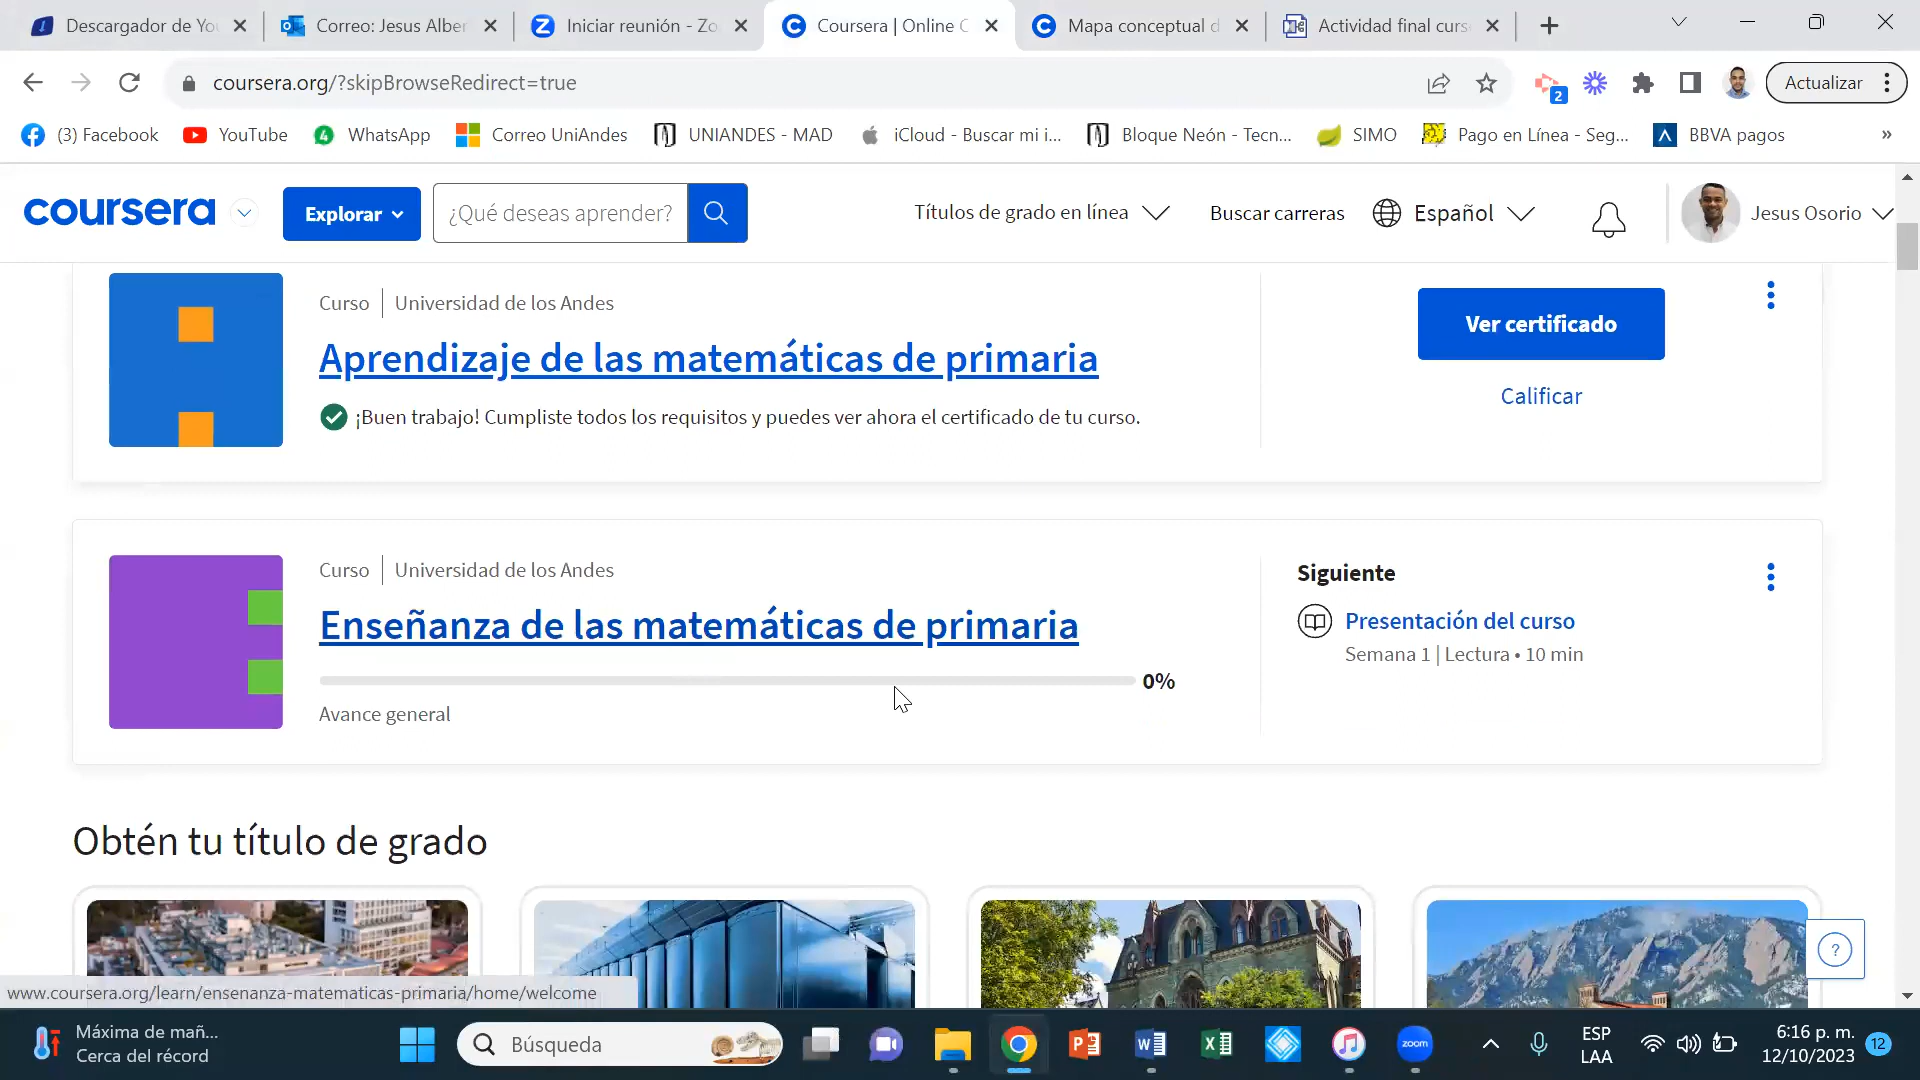 Descargador de You
Correo: Jesus Alber
Iniciar reunión - Zo
Coursera | Online C
Mapa conceptual d
Actividad final curs
coursera.org/?skipBrowseRedirect=true
2
Actualizar
(3) Facebook
YouTube
4
WhatsApp
Correo UniAndes
UNIANDES - MAD
iCloud - Buscar mi i...
Bloque Neón - Tecn...
SIMO
Pago en Línea - Seg...
BBVA pagos
»
coursera
Explorar
¿Qué deseas aprender?
Títulos de grado en línea
Buscar carreras
Español
Jesus Osorio
Curso | Universidad de los Andes
Aprendizaje de las matemáticas de primaria
¡Buen trabajo! Cumpliste todos los requisitos y puedes ver ahora el certificado de tu curso.
Ver certificado
Calificar
Curso | Universidad de los Andes
Enseñanza de las matemáticas de primaria
0%
Avance general
Siguiente
Presentación del curso
Semana 1 | Lectura • 10 min
Obtén tu título de grado
?
www.coursera.org/learn/ensenanza-matematicas-primaria/home/welcome
Máxima de mañ...
Cerca del récord
Búsqueda
zoom
ESP
LAA
6:16 p. m.
12/10/2023
12